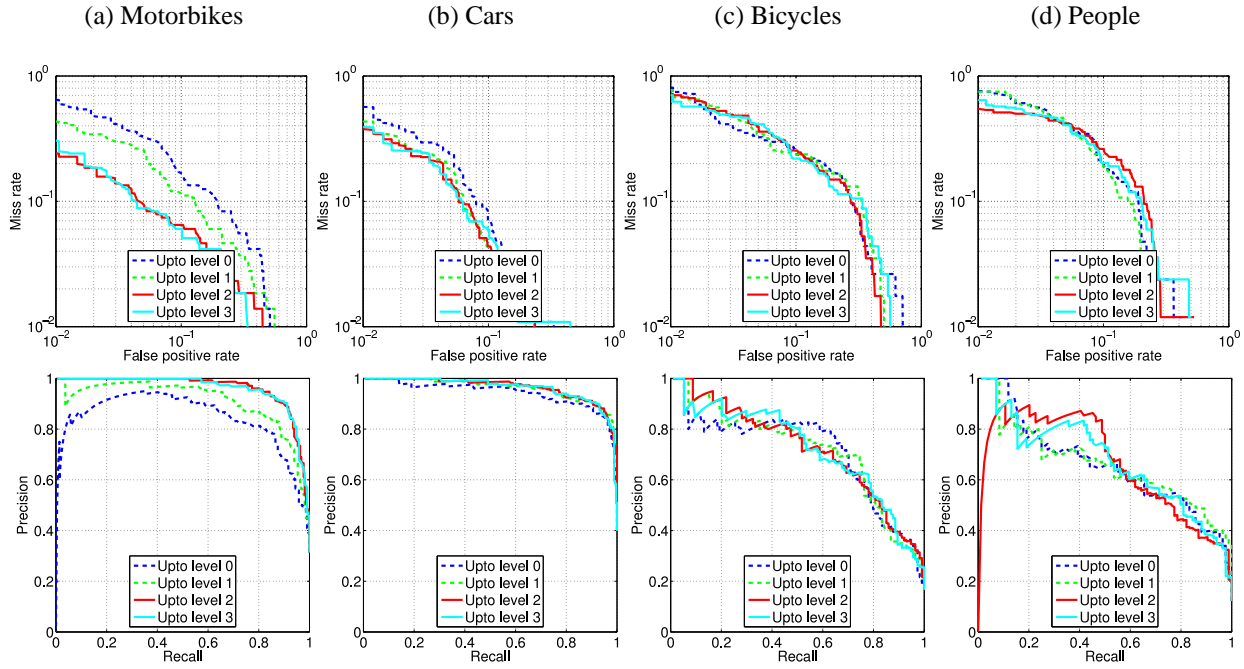 (a) Motorbikes (b) Cars (c) Bicycles (d) People
10^0 10^0 10^0 10^0
Miss rate Miss rate Miss rate Miss rate
10^-1 10^-1 10^-1 10^-1
Upto level 0 Upto level 0 Upto level 0 Upto level 0
Upto level 1 Upto level 1 Upto level 1 Upto level 1
Upto level 2 Upto level 2 Upto level 2 Upto level 2
Upto level 3 Upto level 3 Upto level 3 Upto level 3
10^-2 10^-2 10^-2 10^-2
10^-2 10^-1 10^0 10^-2 10^-1 10^0 10^-2 10^-1 10^0 10^-2 10^-1 10^0
False positive rate False positive rate False positive rate False positive rate
1 1 1 1
0.8 0.8 0.8 0.8
0.6 0.6 0.6 0.6
Precision Precision Precision Precision
0.4 0.4 0.4 0.4
Upto level 0 Upto level 0 Upto level 0 Upto level 0
0.2 0.2 0.2 0.2
Upto level 1 Upto level 1 Upto level 1 Upto level 1
Upto level 2 Upto level 2 Upto level 2 Upto level 2
Upto level 3 Upto level 3 Upto level 3 Upto level 3
0 0 0 0
0 0.2 0.4 0.6 0.8 1 0 0.2 0.4 0.6 0.8 1 0 0.2 0.4 0.6 0.8 1 0 0.2 0.4 0.6 0.8 1
Recall Recall Recall Recall